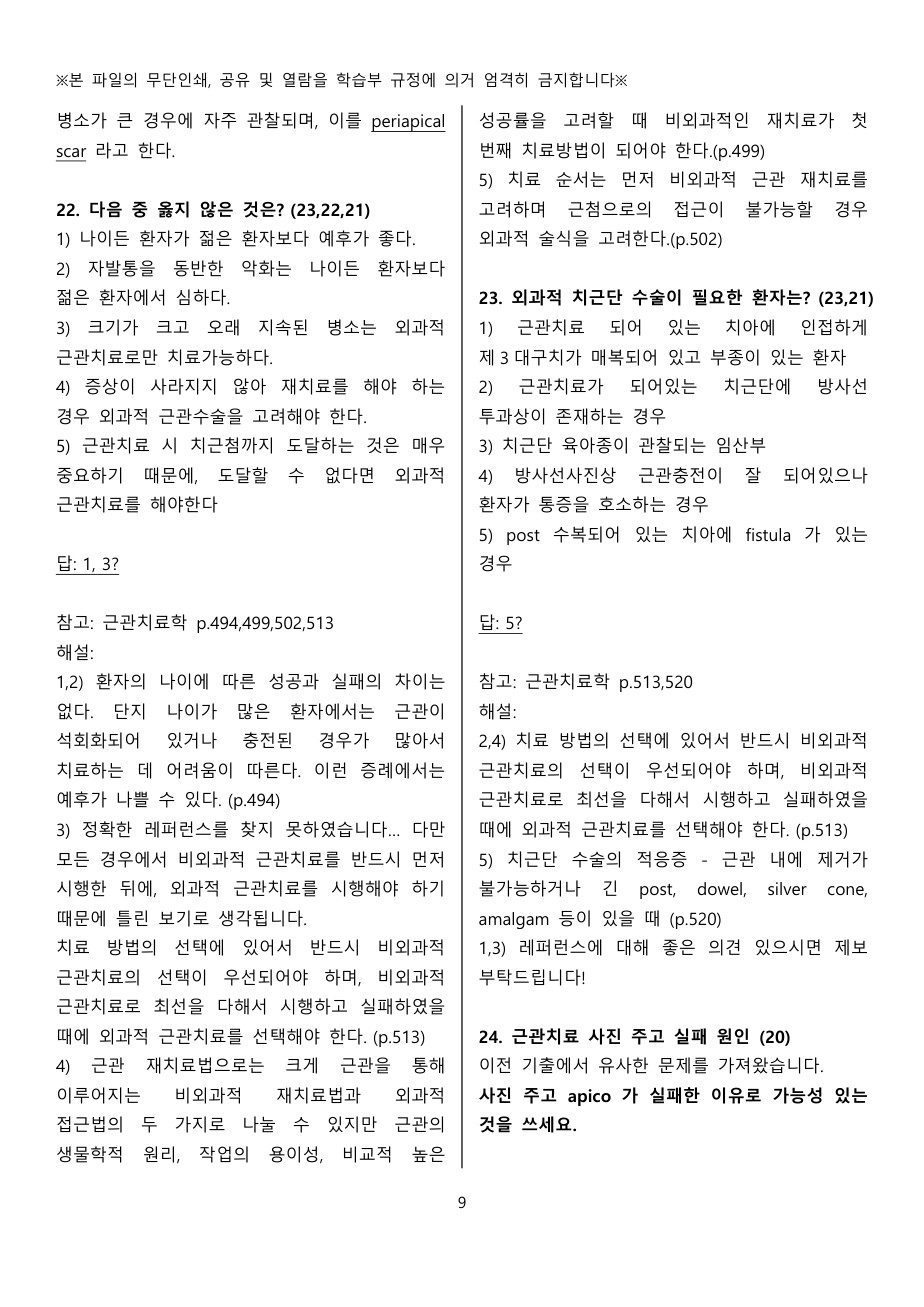 ※본 파일의 무단인쇄, 공유 및 열람을 학습부 규정에 의거 엄격히 금지합니다※
병소가 큰 경우에 자주 관찰되며, 이를 periapical
scar 라고 한다.
22. 다음 중 옳지 않은 것은? (23,22,21)
1) 나이든 환자가 젊은 환자보다 예후가 좋다.
2) 자발통을 동반한 악화는 나이든 환자보다
젊은 환자에서 심하다.
3) 크기가 크고 오래 지속된 병소는 외과적
근관치료로만 치료가능하다.
4) 증상이 사라지지 않아 재치료를 해야 하는
경우 외과적 근관수술을 고려해야 한다.
5) 근관치료 시 치근첨까지 도달하는 것은 매우
중요하기 때문에, 도달할 수 없다면 외과적
근관치료를 해야한다
답: 1, 3?
참고: 근관치료학 p.494,499,502,513
해설:
1,2) 환자의 나이에 따른 성공과 실패의 차이는
없다. 단지 나이가 많은 환자에서는 근관이
석회화되어 있거나 충전된 경우가 많아서
치료하는 데 어려움이 따른다. 이런 증례에서는
예후가 나쁠 수 있다. (p.494)
3) 정확한 레퍼런스를 찾지 못하였습니다... 다만
모든 경우에서 비외과적 근관치료를 반드시 먼저
시행한 뒤에, 외과적 근관치료를 시행해야 하기
때문에 틀린 보기로 생각됩니다.
치료 방법의 선택에 있어서 반드시 비외과적
근관치료의 선택이 우선되어야 하며, 비외과적
근관치료로 최선을 다해서 시행하고 실패하였을
때에 외과적 근관치료를 선택해야 한다. (p.513)
4) 근관 재치료법으로는 크게 근관을 통해
이루어지는 비외과적 재치료법과 외과적
접근법의 두 가지로 나눌 수 있지만 근관의
생물학적 원리, 작업의 용이성, 비교적 높은
성공률을 고려할 때 비외과적인 재치료가 첫
번째 치료방법이 되어야 한다.(p.499)
5) 치료 순서는 먼저 비외과적 근관 재치료를
고려하며 근첨으로의 접근이 불가능할 경우
외과적 술식을 고려한다.(p.502)
23. 외과적 치근단 수술이 필요한 환자는? (23,21)
1) 근관치료 되어 있는 치아에 인접하게
제 3 대구치가 매복되어 있고 부종이 있는 환자
2) 근관치료가 되어있는 치근단에 방사선
투과상이 존재하는 경우
3) 치근단 육아종이 관찰되는 임산부
4) 방사선사진상 근관충전이 잘 되어있으나
환자가 통증을 호소하는 경우
5) post 수복되어 있는 치아에 fistula 가 있는
경우
답: 5?
참고: 근관치료학 p.513,520
해설:
2,4) 치료 방법의 선택에 있어서 반드시 비외과적
근관치료의 선택이 우선되어야 하며, 비외과적
근관치료로 최선을 다해서 시행하고 실패하였을
때에 외과적 근관치료를 선택해야 한다. (p.513)
5) 치근단 수술의 적응증 - 근관 내에 제거가
불가능하거나 긴 post, dowel, silver cone,
amalgam 등이 있을 때 (p.520)
1,3) 레퍼런스에 대해 좋은 의견 있으시면 제보
부탁드립니다!
24. 근관치료 사진 주고 실패 원인 (20)
이전 기출에서 유사한 문제를 가져왔습니다.
사진 주고 apico 가 실패한 이유로 가능성 있는
것을 쓰세요.
9